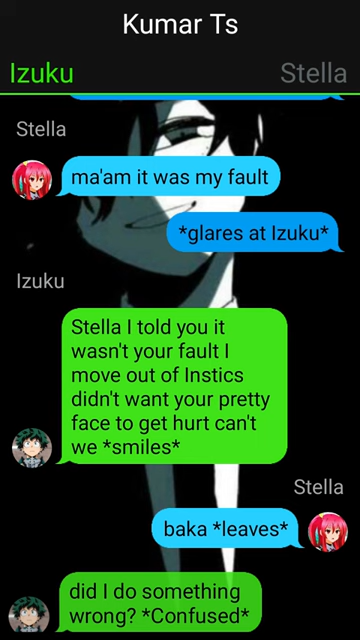 Kumar Ts
Izuku
Stella
Stella
ma'am it was my fault
*glares at Izuku*
Izuku
Stella I told you it
wasn't your fault I
move out of Instics
didn't want your pretty
face to get hurt can't
we *smiles*
Stella
baka *leaves*
did I do something
wrong? *Confused*